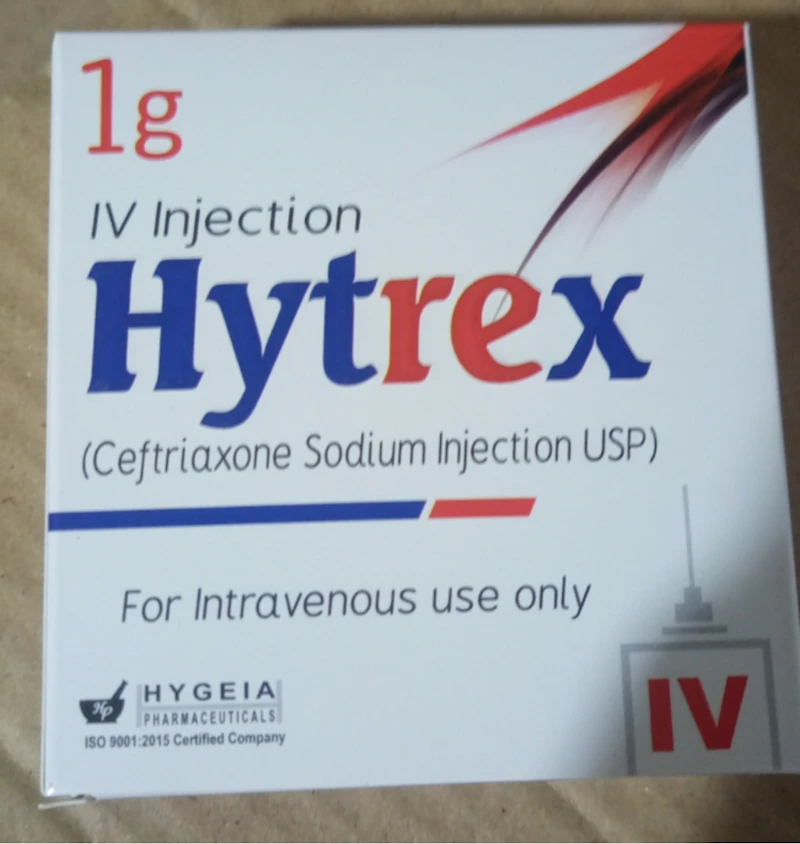 1g
IV Injection
Hytrex
(Ceftriaxone Sodium Injection USP)
For Intravenous use only
Hp
HYGEIA
PHARMACEUTICALS
ISO 9001:2015 Certified Company
IV